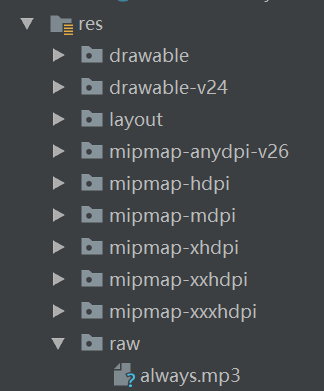 res
drawable
drawable-v24
layout
mipmap-anydpi-v26
mipmap-hdpi
mipmap-mdpi
mipmap-xhdpi
mipmap-xxhdpi
mipmap-xxxhdpi
raw
always.mp3